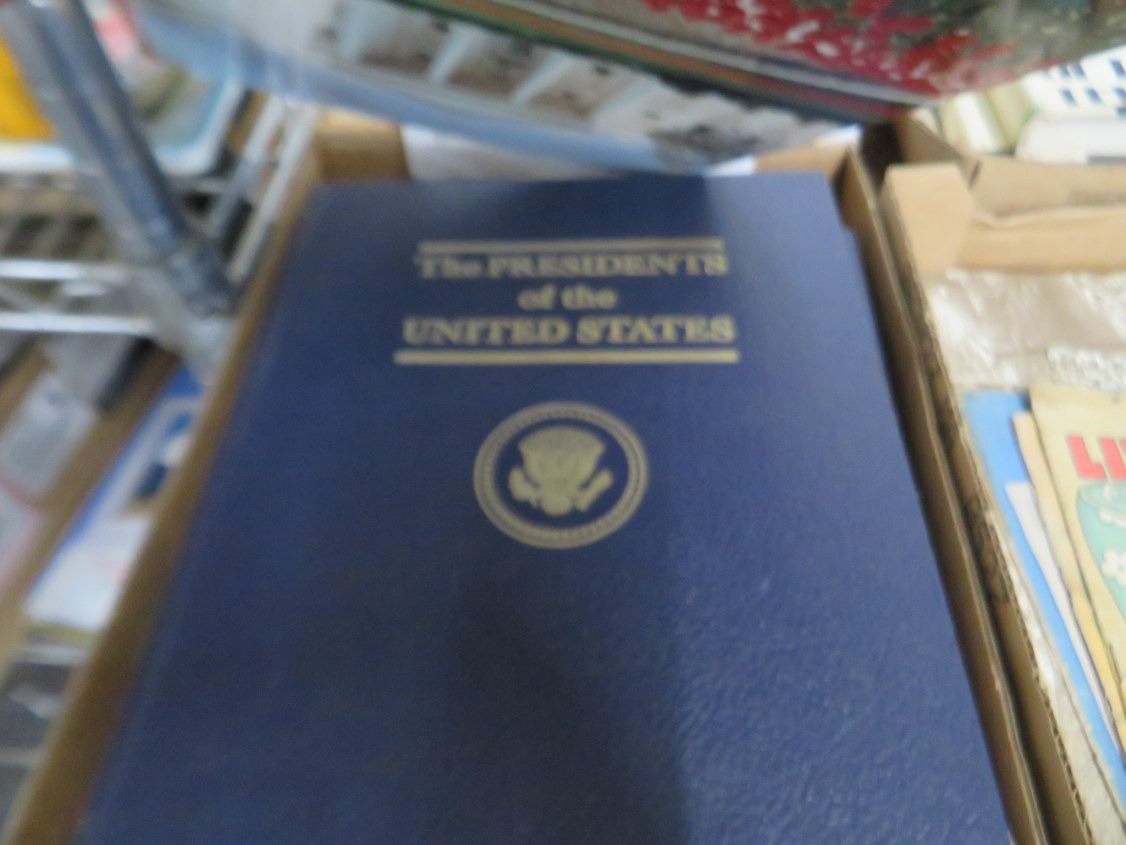 The PRESIDENTS
of the
UNITED STATES